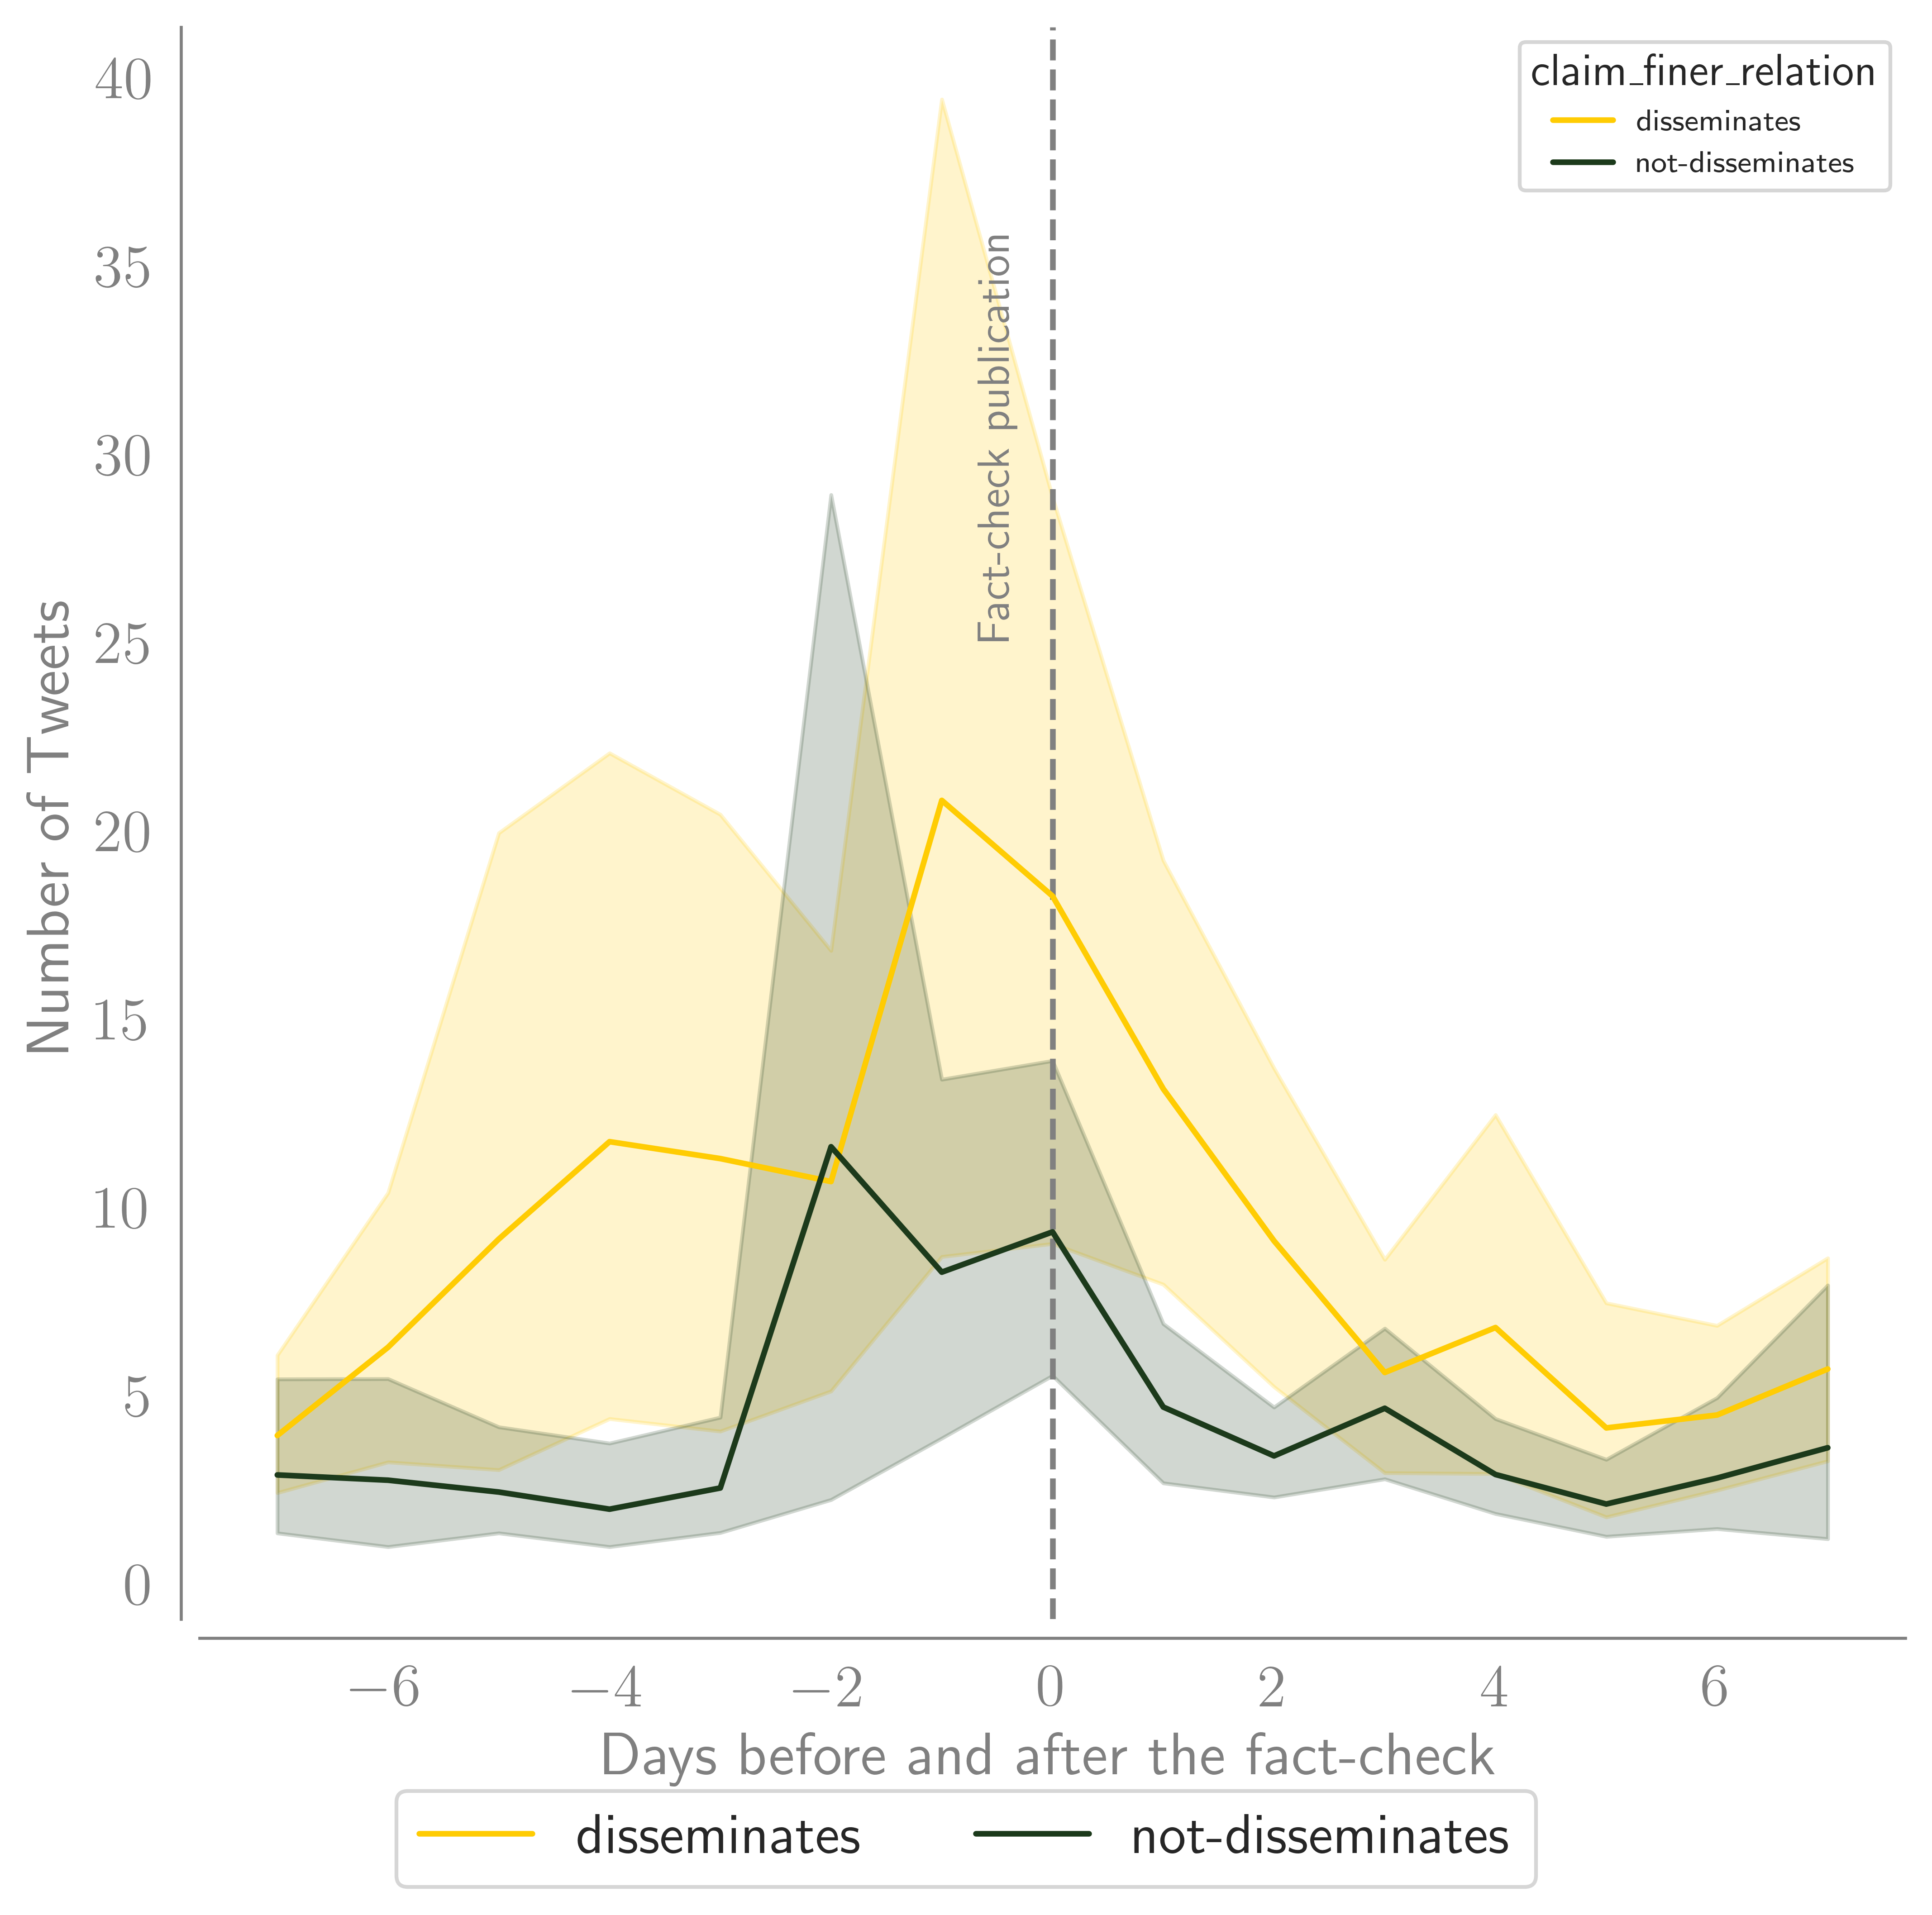 claim_finer_relation
disseminates
not-disseminates
40
35
30
25
20
15
10
5
0
Number of Tweets
Fact-check publication
−6 −4 −2 0 2 4 6
Days before and after the fact-check
disseminates not-disseminates